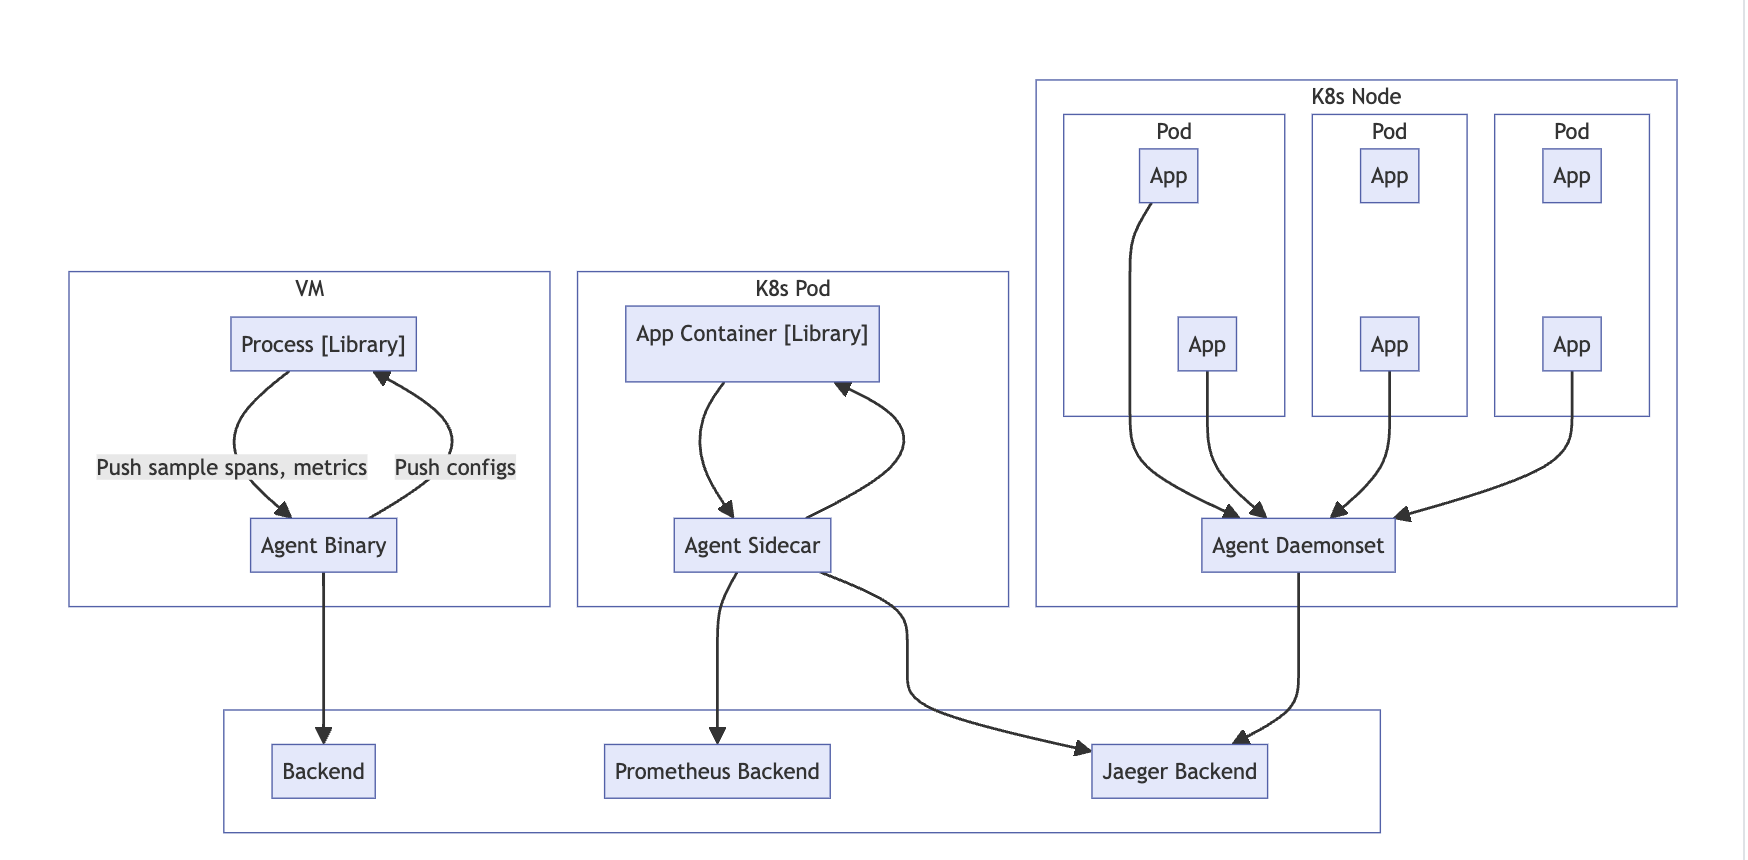 K8s Node
Pod
Pod
Pod
App
App
App
VM
K8s Pod
Process [Library]
App Container [Library]
App
App
App
Push sample spans, metrics
Push configs
Agent Binary
Agent Sidecar
Agent Daemonset
Backend
Prometheus Backend
Jaeger Backend